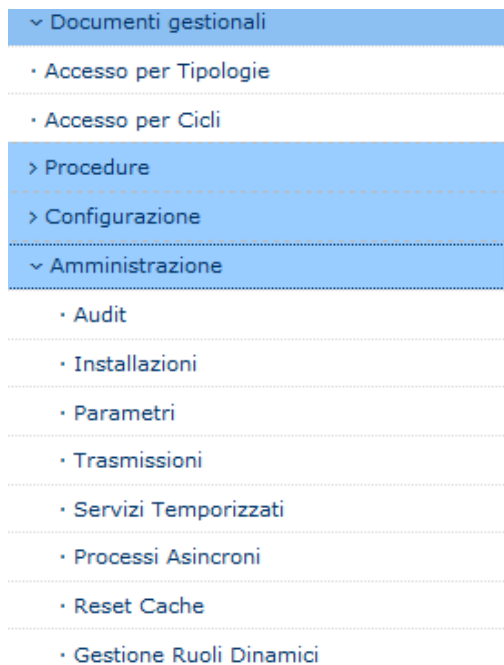 Documenti gestionali
· Accesso per Tipologie
· Accesso per Cicli
> Procedure
> Configurazione
Amministrazione
· Audit
· Installazioni
· Parametri
· Trasmissioni
· Servizi Temporizzati
· Processi Asincroni
· Reset Cache
· Gestione Ruoli Dinamici